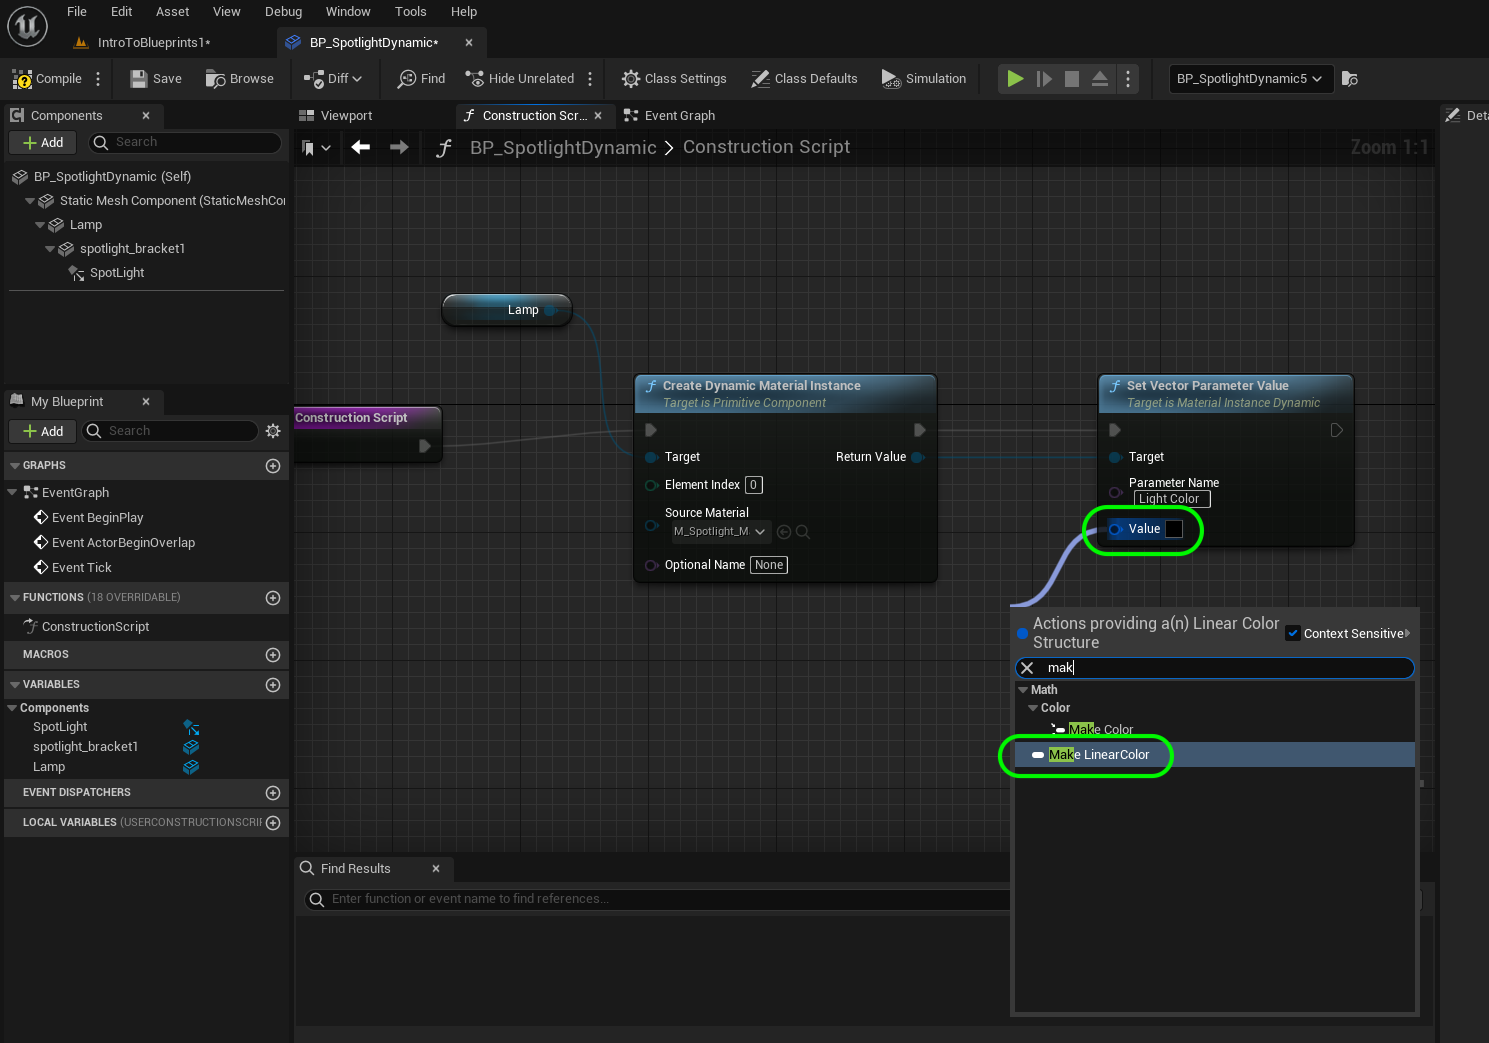 File Edit Asset View Debug Window Tools Help
IntroToBlueprints1*
BP_SpotlightDynamic*
Compile
Save
Browse
Diff
Find
Hide Unrelated
Class Settings
Class Defaults
Simulation
BP_SpotlightDynamic5
Components
Add
Search
BP_SpotlightDynamic (Self)
Static Mesh Component (StaticMeshCo
Lamp
spotlight_bracket1
SpotLight
My Blueprint
Add
Search
GRAPHS
EventGraph
Event BeginPlay
Event ActorBeginOverlap
Event Tick
FUNCTIONS (18 OVERRIDABLE)
ConstructionScript
MACROS
VARIABLES
Components
SpotLight
spotlight_bracket1
Lamp
EVENT DISPATCHERS
LOCAL VARIABLES (USERCONSTRUCTIONSCRIP
Viewport
Construction Scr...
Event Graph
BP_SpotlightDynamic > Construction Script
Zoom 1:1
Lamp
Construction Script
Create Dynamic Material Instance
Target is Primitive Component
Target
Return Value
Element Index 0
Source Material
M_Spotlight_M
Optional Name None
Set Vector Parameter Value
Target is Material Instance Dynamic
Target
Parameter Name
Light Color
Value
Actions providing a(n) Linear Color
Structure
Context Sensitive
mak
Math
Color
Make Color
Make LinearColor
Find Results
Enter function or event name to find references...
Deta